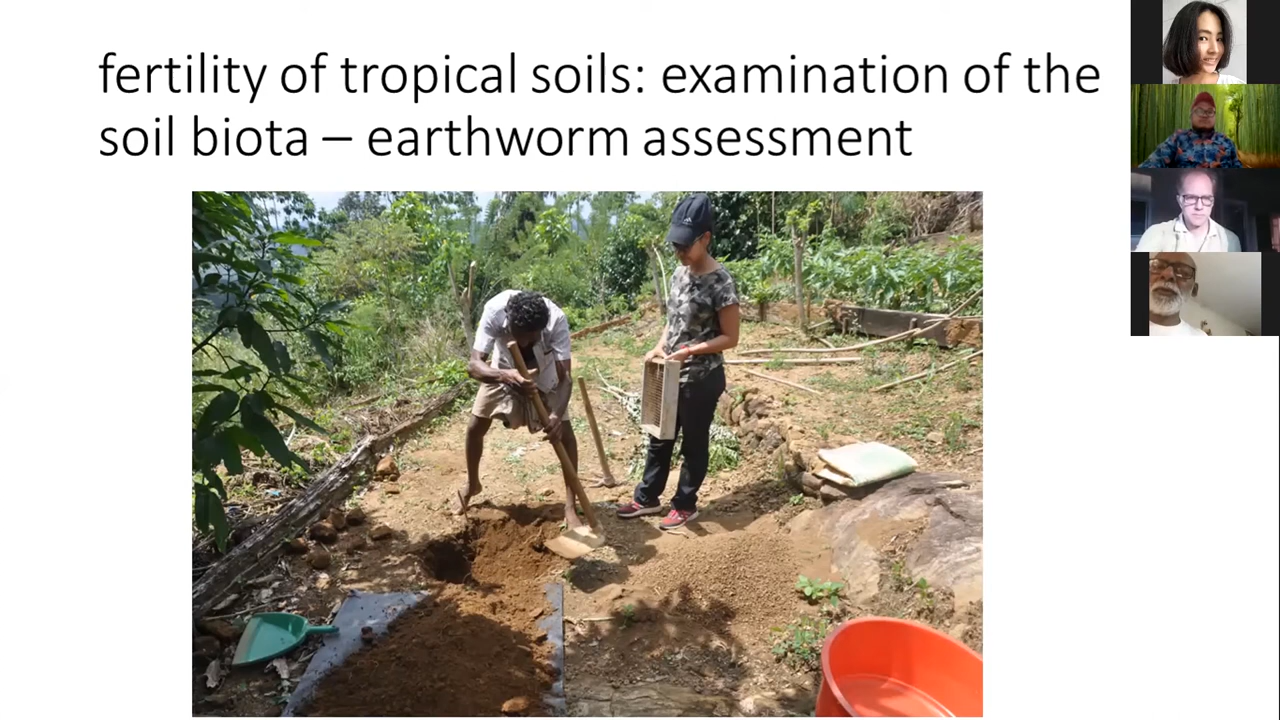 fertility of tropical soils: examination of the
soil biota – earthworm assessment